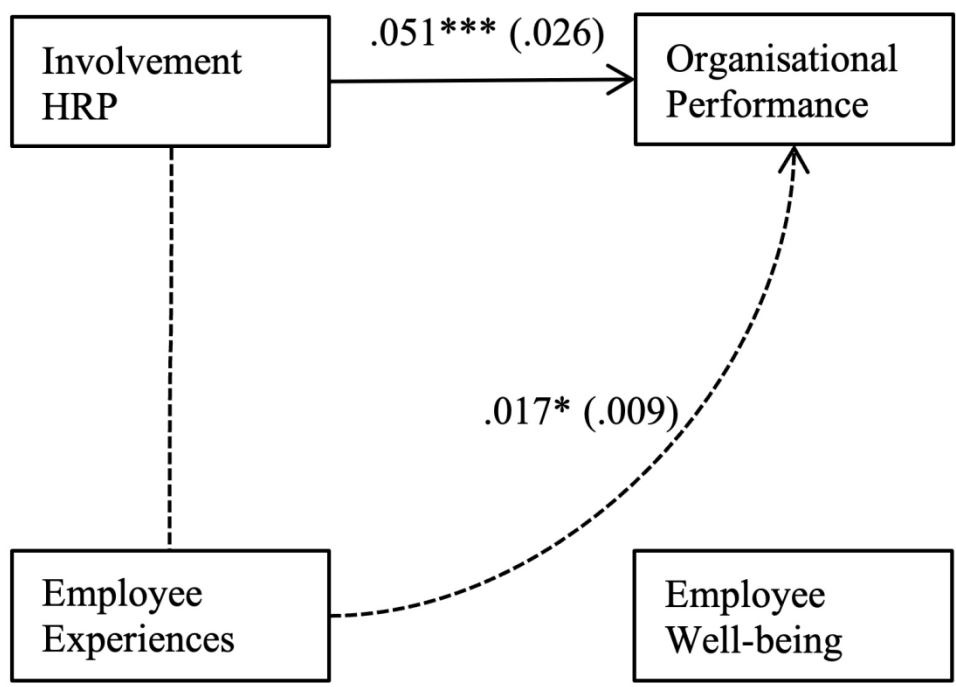 Involvement
HRP
.051*** (.026)
Organisational
Performance
.017* (.009)
Employee
Experiences
Employee
Well-being